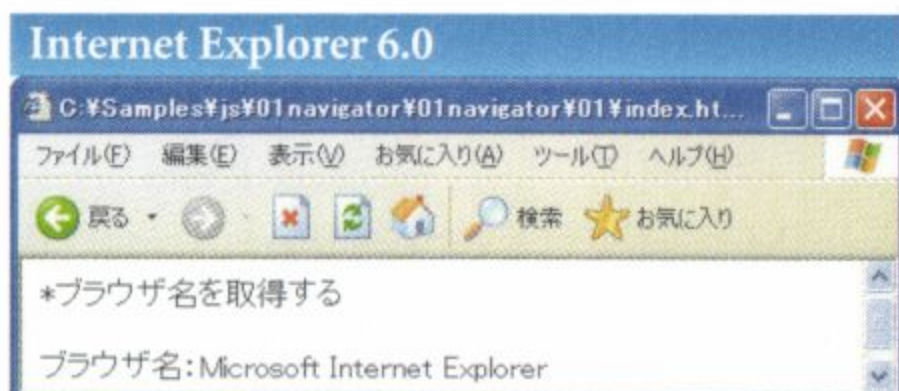 Internet Explorer 6.0
C:¥Samples¥js¥01navigator¥01navigator¥01¥index.ht...
ファイル(F) 編集(E) 表示(V) お気に入り(A) ツール(T) ヘルプ(H)
戻る 検索 お気に入り
*ブラウザ名を取得する
ブラウザ名:Microsoft Internet Explorer